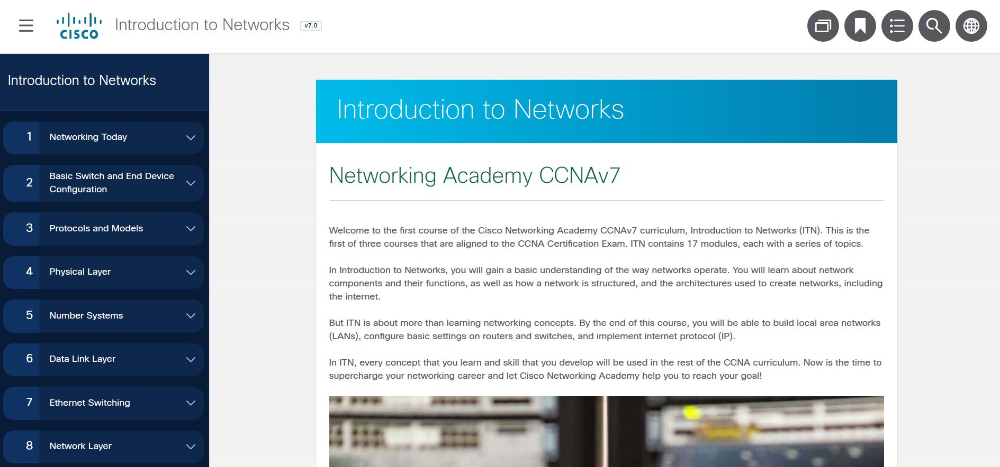 CISCO
Introduction to Networks
v7.0
Introduction to Networks
1
Networking Today
2
Basic Switch and End Device
Configuration
3
Protocols and Models
4
Physical Layer
5
Number Systems
6
Data Link Layer
7
Ethernet Switching
8
Network Layer
Introduction to Networks
Networking Academy CCNAv7
Welcome to the first course of the Cisco Networking Academy CCNAv7 curriculum, Introduction to Networks (ITN). This is the
first of three courses that are aligned to the CCNA Certification Exam. ITN contains 17 modules, each with a series of topics.
In Introduction to Networks, you will gain a basic understanding of the way networks operate. You will learn about network
components and their functions, as well as how a network is structured, and the architectures used to create networks, including
the internet.
But ITN is about more than learning networking concepts. By the end of this course, you will be able to build local area networks
(LANs), configure basic settings on routers and switches, and implement internet protocol (IP).
In ITN, every concept that you learn and skill that you develop will be used in the rest of the CCNA curriculum. Now is the time to
supercharge your networking career and let Cisco Networking Academy help you to reach your goal!